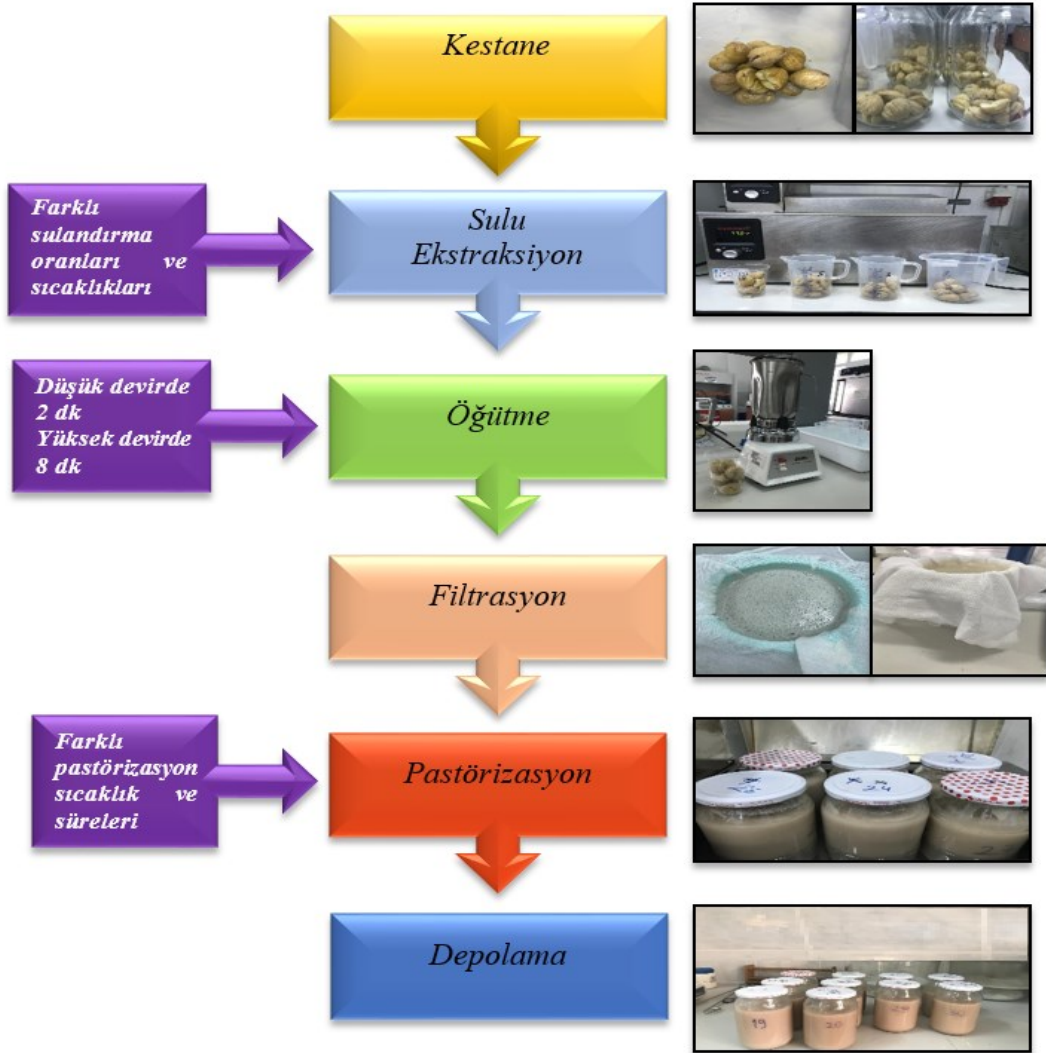 Kestane
Farklı
sulandırma
oranları ve
sıcaklıkları
Sulu
Ekstraksiyon
Düşük devirde
2 dk
Yüksek devirde
8 dk
Öğütme
Filtrasyon
Farklı
pastörizasyon
sıcaklık ve
süreleri
Pastörizasyon
Depolama
19
20